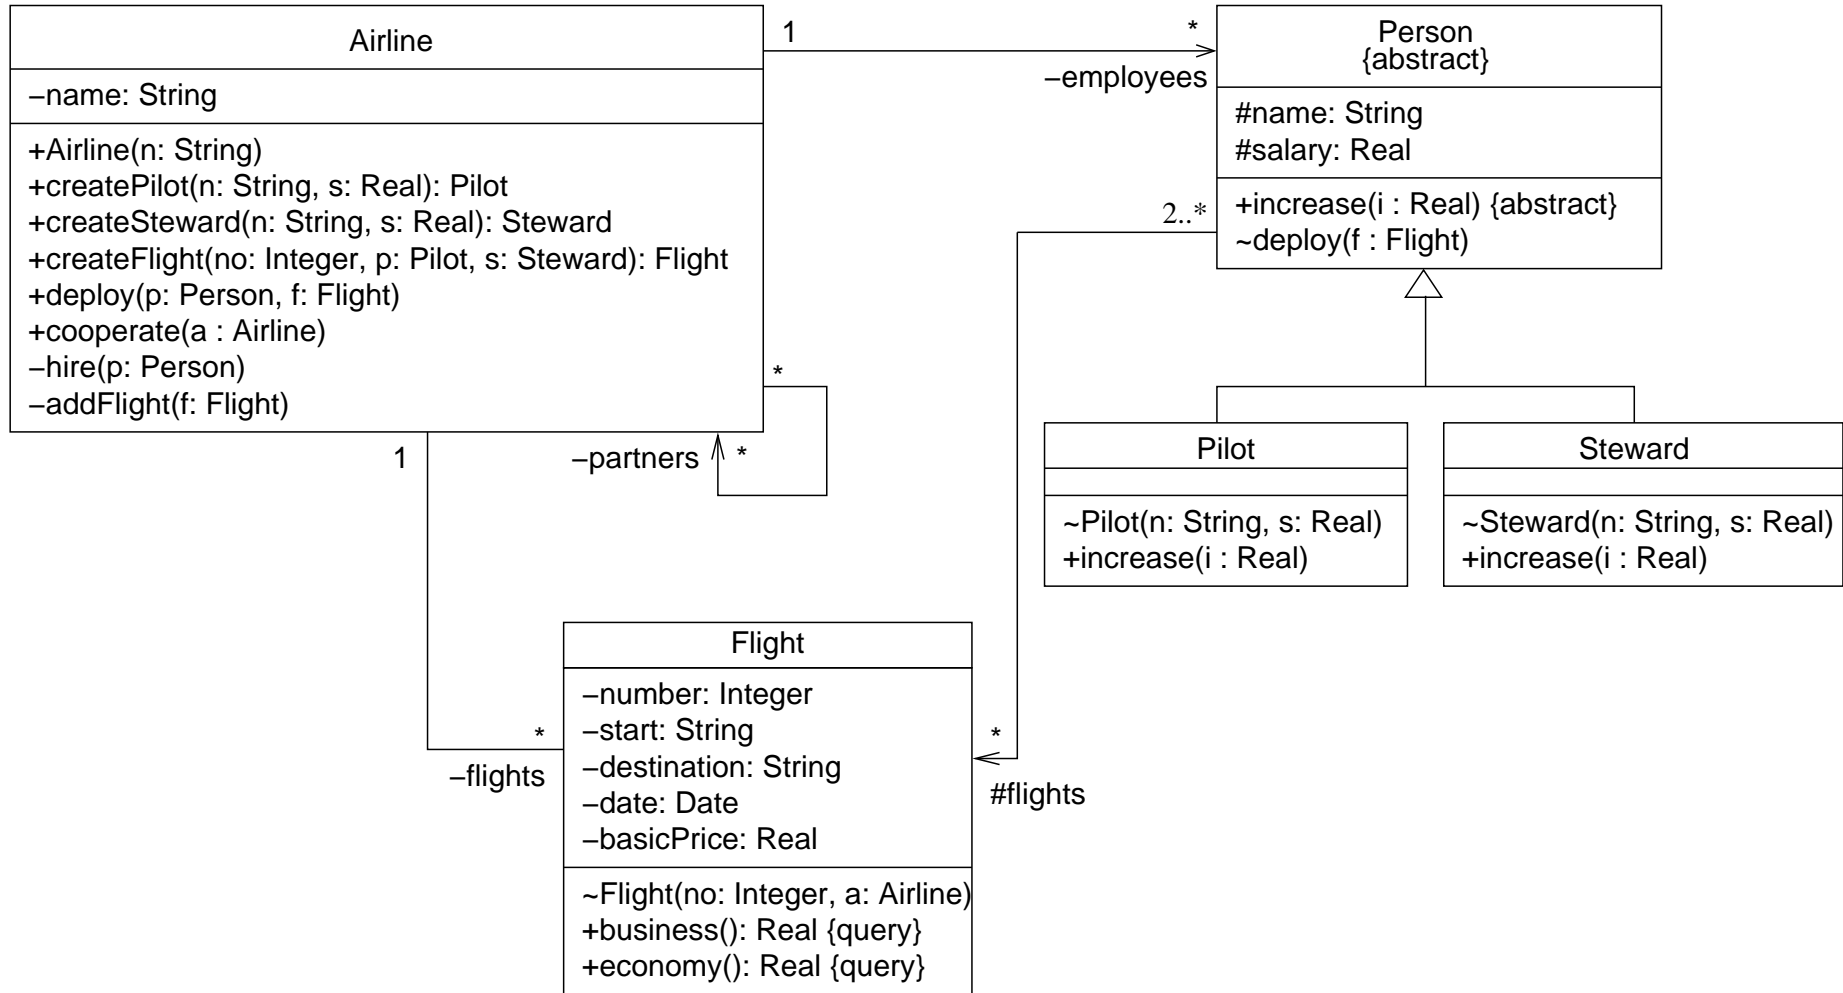 Airline
–name: String
+Airline(n: String)
+createPilot(n: String, s: Real): Pilot
+createSteward(n: String, s: Real): Steward
+createFlight(no: Integer, p: Pilot, s: Steward): Flight
+deploy(p: Person, f: Flight)
+cooperate(a : Airline)
–hire(p: Person)
–addFlight(f: Flight)
1
*
–employees
Person
{abstract}
#name: String
#salary: Real
+increase(i : Real) {abstract}
~deploy(f : Flight)
2..*
*
–partners
*
1
Pilot
~Pilot(n: String, s: Real)
+increase(i : Real)
Steward
~Steward(n: String, s: Real)
+increase(i : Real)
*
–flights
Flight
–number: Integer
–start: String
–destination: String
–date: Date
–basicPrice: Real
~Flight(no: Integer, a: Airline)
+business(): Real {query}
+economy(): Real {query}
*
#flights